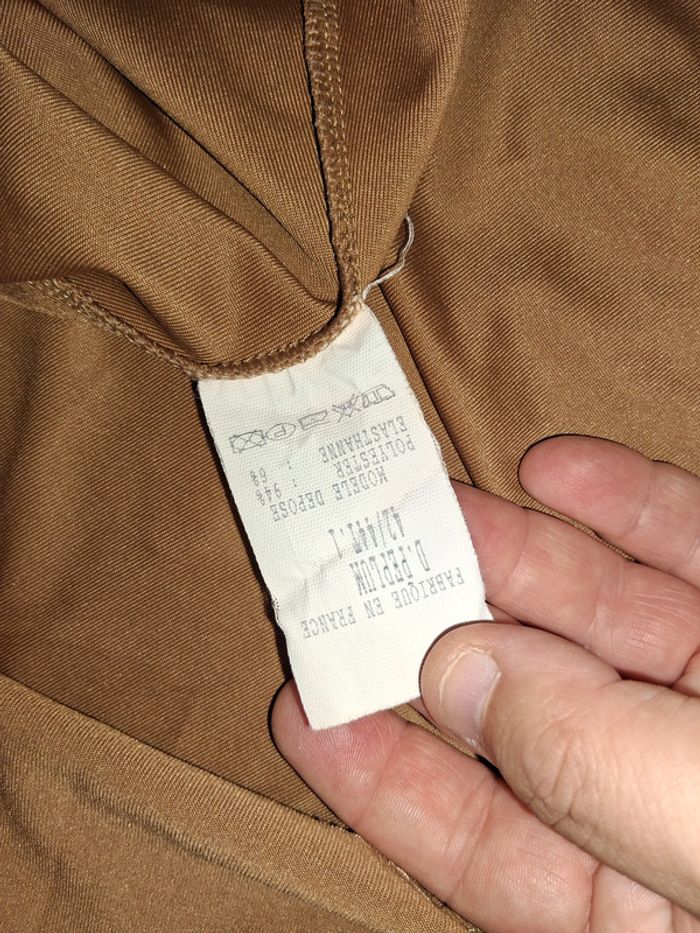 FABRIQUE EN FRANCE
D.PEPLUM
42/44T.1
MODELE DEPOSE
POLYESTER : 94%
ELASTHANNE : 6%